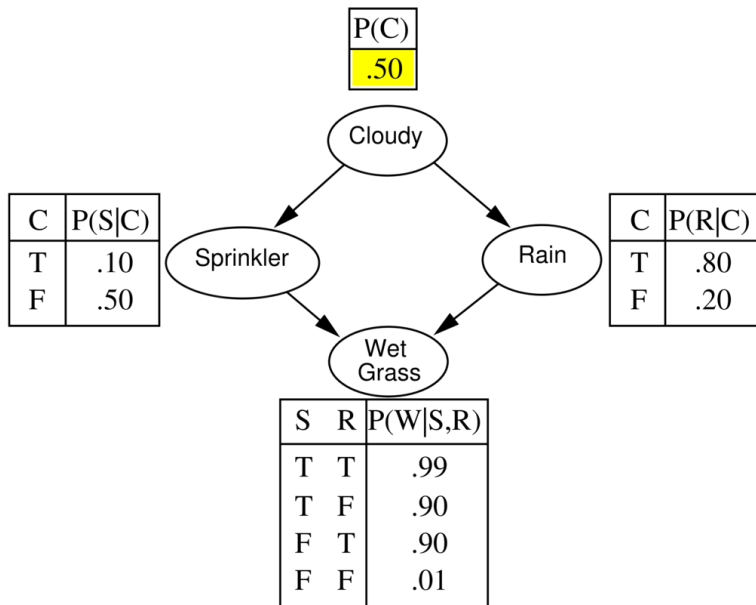 P(C)
.50
Cloudy
C P(S|C)
T .10
F .50
Sprinkler
Rain
C P(R|C)
T .80
F .20
Wet
Grass
S R P(W|S,R)
T T .99
T F .90
F T .90
F F .01